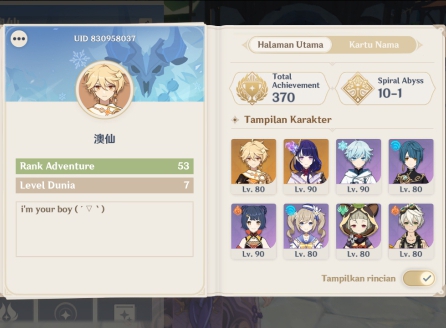 UID 830958037
澳仙
Rank Adventure 53
Level Dunia 7
i'm your boy ( ˊ ▽ ˋ )
Halaman Utama
Kartu Nama
Total Achievement
370
Spiral Abyss
10-1
Tampilan Karakter
Lv. 80
Lv. 90
Lv. 90
Lv. 80
Lv. 90
Lv. 80
Lv. 80
Lv. 80
Tampilkan rincian